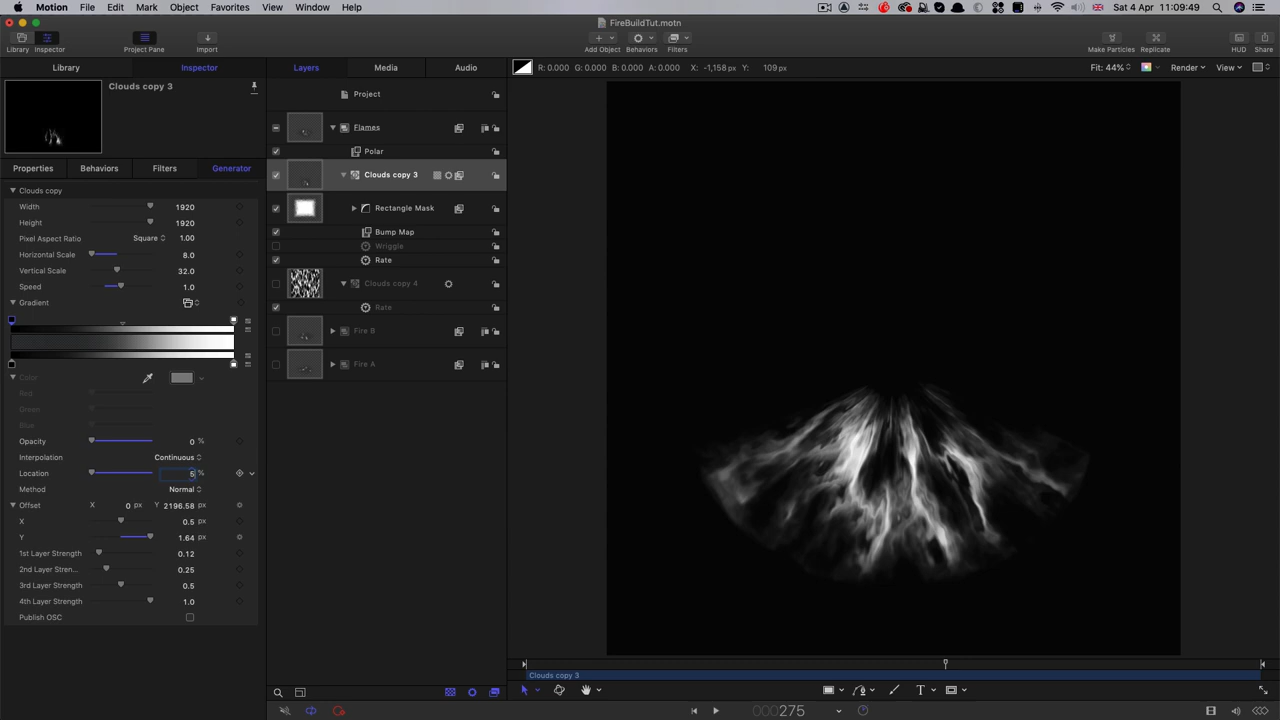 Motion File Edit Mark Object Favorites View Window Help Sat 4 Apr 11:09:49
FireBuildTut.motn
Library Inspector Project Pane Import Add Object Behaviors Filters Make Particles Replicate HUD Share
Library Inspector Layers Media Audio R: 0.000 G: 0.000 B: 0.000 A: 0.000 X: -1,158 px Y: 109 px Fit: 44% Render View
Clouds copy 3
Properties Behaviors Filters Generator
Clouds copy
Width 1920
Height 1920
Pixel Aspect Ratio Square 1.00
Horizontal Scale 8.0
Vertical Scale 32.0
Speed 1.0
Gradient
Color
Red
Green
Blue
Opacity 0 %
Interpolation Continuous
Location 5 %
Method Normal
Offset X 0 px Y 2196.58 px
X 0.5 px
Y 1.64 px
1st Layer Strength 0.12
2nd Layer Stren... 0.25
3rd Layer Strength 0.5
4th Layer Strength 1.0
Publish OSC
Project
Flames
Polar
Clouds copy 3
Rectangle Mask
Bump Map
Wriggle
Rate
Clouds copy 4
Rate
Fire B
Fire A
Clouds copy 3
T
000275